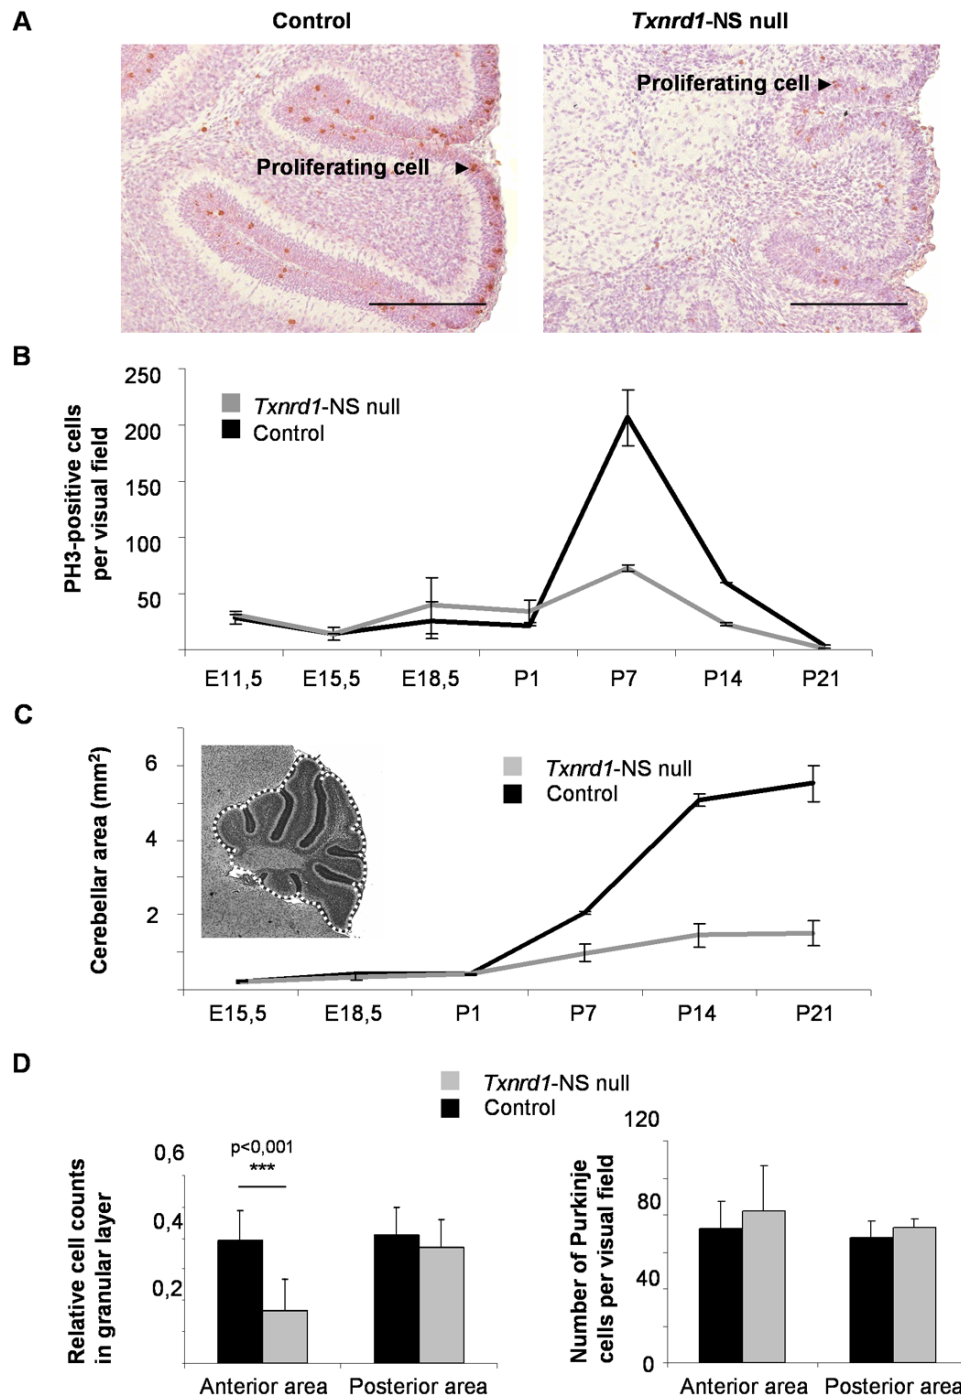 A
Control
Txnrd1-NS null
Proliferating cell
Proliferating cell
B
PH3-positive cells
per visual field
250
200
150
100
50
Txnrd1-NS null
Control
E11,5 E15,5 E18,5 P1 P7 P14 P21
C
Cerebellar area (mm2)
6
4
2
Txnrd1-NS null
Control
E15,5 E18,5 P1 P7 P14 P21
D
Txnrd1-NS null
Control
Relative cell counts
in granular layer
0,6
0,4
0,2
p<0,001
***
Anterior area Posterior area
Number of Purkinje
cells per visual field
120
80
40
0
Anterior area Posterior area